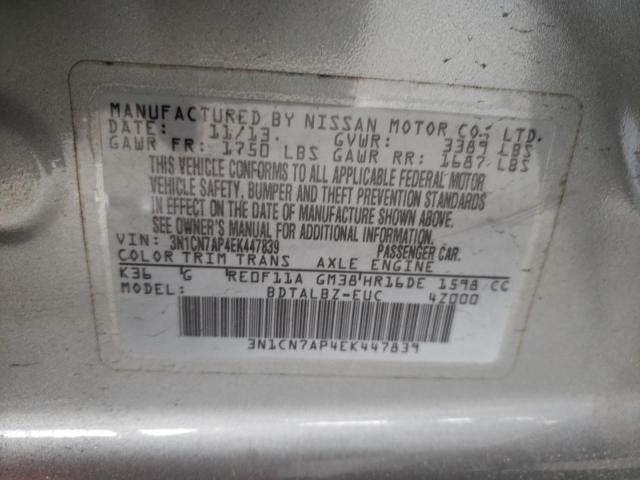 MANUFACTURED BY NISSAN MOTOR CO., LTD.
DATE: 11/13. GVWR: 3389 LBS
GAWR FR: 1750 LBS GAWR RR: 1687 LBS
THIS VEHICLE CONFORMS TO ALL APPLICABLE FEDERAL MOTOR
VEHICLE SAFETY, BUMPER AND THEFT PREVENTION STANDARDS
IN EFFECT ON THE DATE OF MANUFACTURE SHOWN ABOVE.
SEE OWNER'S MANUAL FOR ADDITIONAL INFORMATION
VIN: 3N1CN7AP4EK447839 PASSENGER CAR.
COLOR TRIM TRANS AXLE ENGINE
K36 G RE0F11A GM38 HR16DE 1598 CC
MODEL: BDTALBZ-EUC 4Z000
3N1CN7AP4EK447839